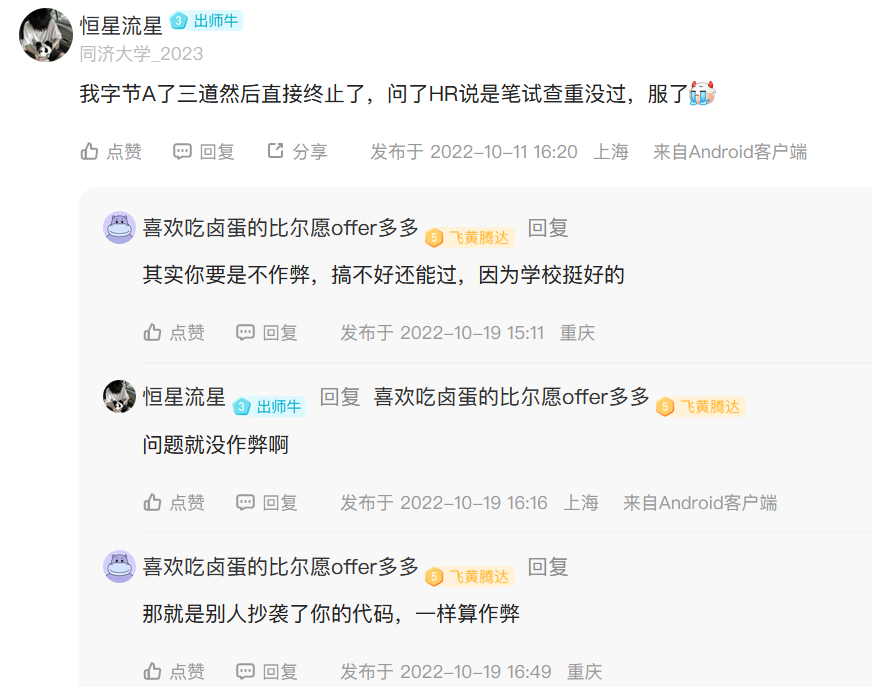 恒星流星 3 出师牛
同济大学_2023
我字节A了三道然后直接终止了，问了HR说是笔试查重没过，服了
点赞 回复 分享 发布于 2022-10-11 16:20 上海 来自Android客户端
喜欢吃卤蛋的比尔愿offer多多 5 飞黄腾达 回复
其实你要是不作弊，搞不好还能过，因为学校挺好的
点赞 回复 发布于 2022-10-19 15:11 重庆
恒星流星 3 出师牛 回复 喜欢吃卤蛋的比尔愿offer多多 5 飞黄腾达
问题就没作弊啊
点赞 回复 发布于 2022-10-19 16:16 上海 来自Android客户端
喜欢吃卤蛋的比尔愿offer多多 5 飞黄腾达 回复
那就是别人抄袭了你的代码，一样算作弊
点赞 回复 发布于 2022-10-19 16:49 重庆